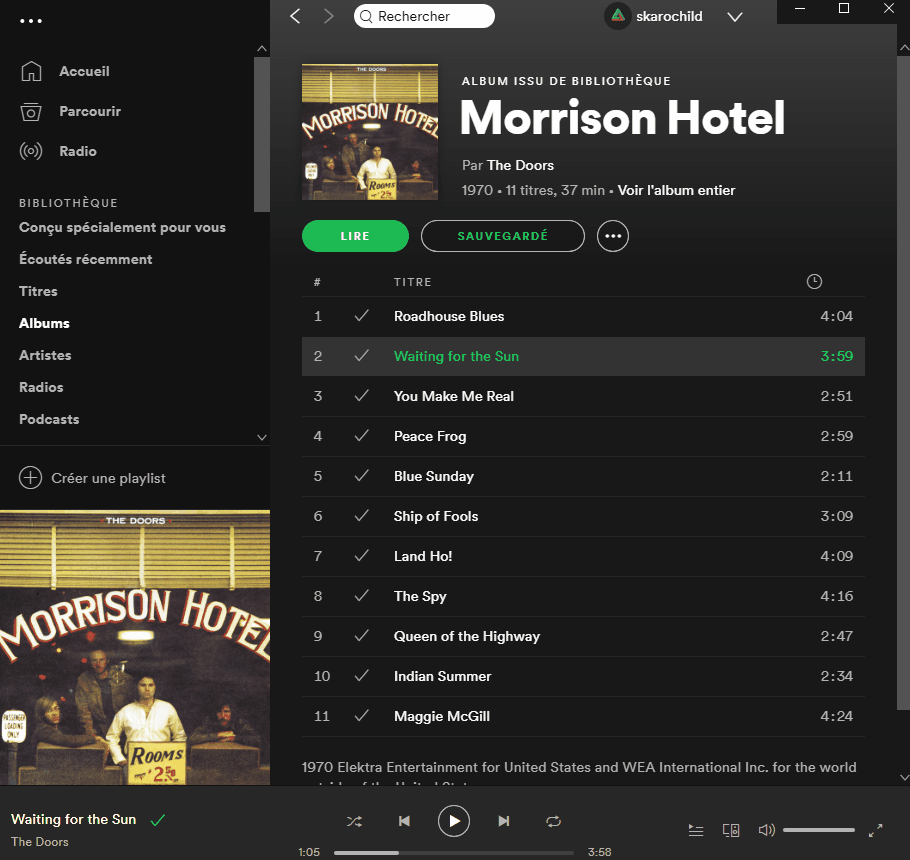 Rechercher
skarochild
Accueil
Parcourir
Radio
BIBLIOTHÈQUE
Conçu spécialement pour vous
Écoutés récemment
Titres
Albums
Artistes
Radios
Podcasts
Créer une playlist
THE DOORS
MORRISON HOTEL
PASSENGER
LOADING
ONLY
ROOMS
2.50
THE DOORS
MORRISON HOTEL
ROOMS
ALBUM ISSU DE BIBLIOTHÈQUE
Morrison Hotel
Par The Doors
1970 • 11 titres, 37 min • Voir l'album entier
LIRE SAUVEGARDÉ
# TITRE
1 Roadhouse Blues 4:04
2 Waiting for the Sun 3:59
3 You Make Me Real 2:51
4 Peace Frog 2:59
5 Blue Sunday 2:11
6 Ship of Fools 3:09
7 Land Ho! 4:09
8 The Spy 4:16
9 Queen of the Highway 2:47
10 Indian Summer 2:34
11 Maggie McGill 4:24
1970 Elektra Entertainment for United States and WEA International Inc. for the world
Waiting for the Sun
The Doors
1:05 3:58